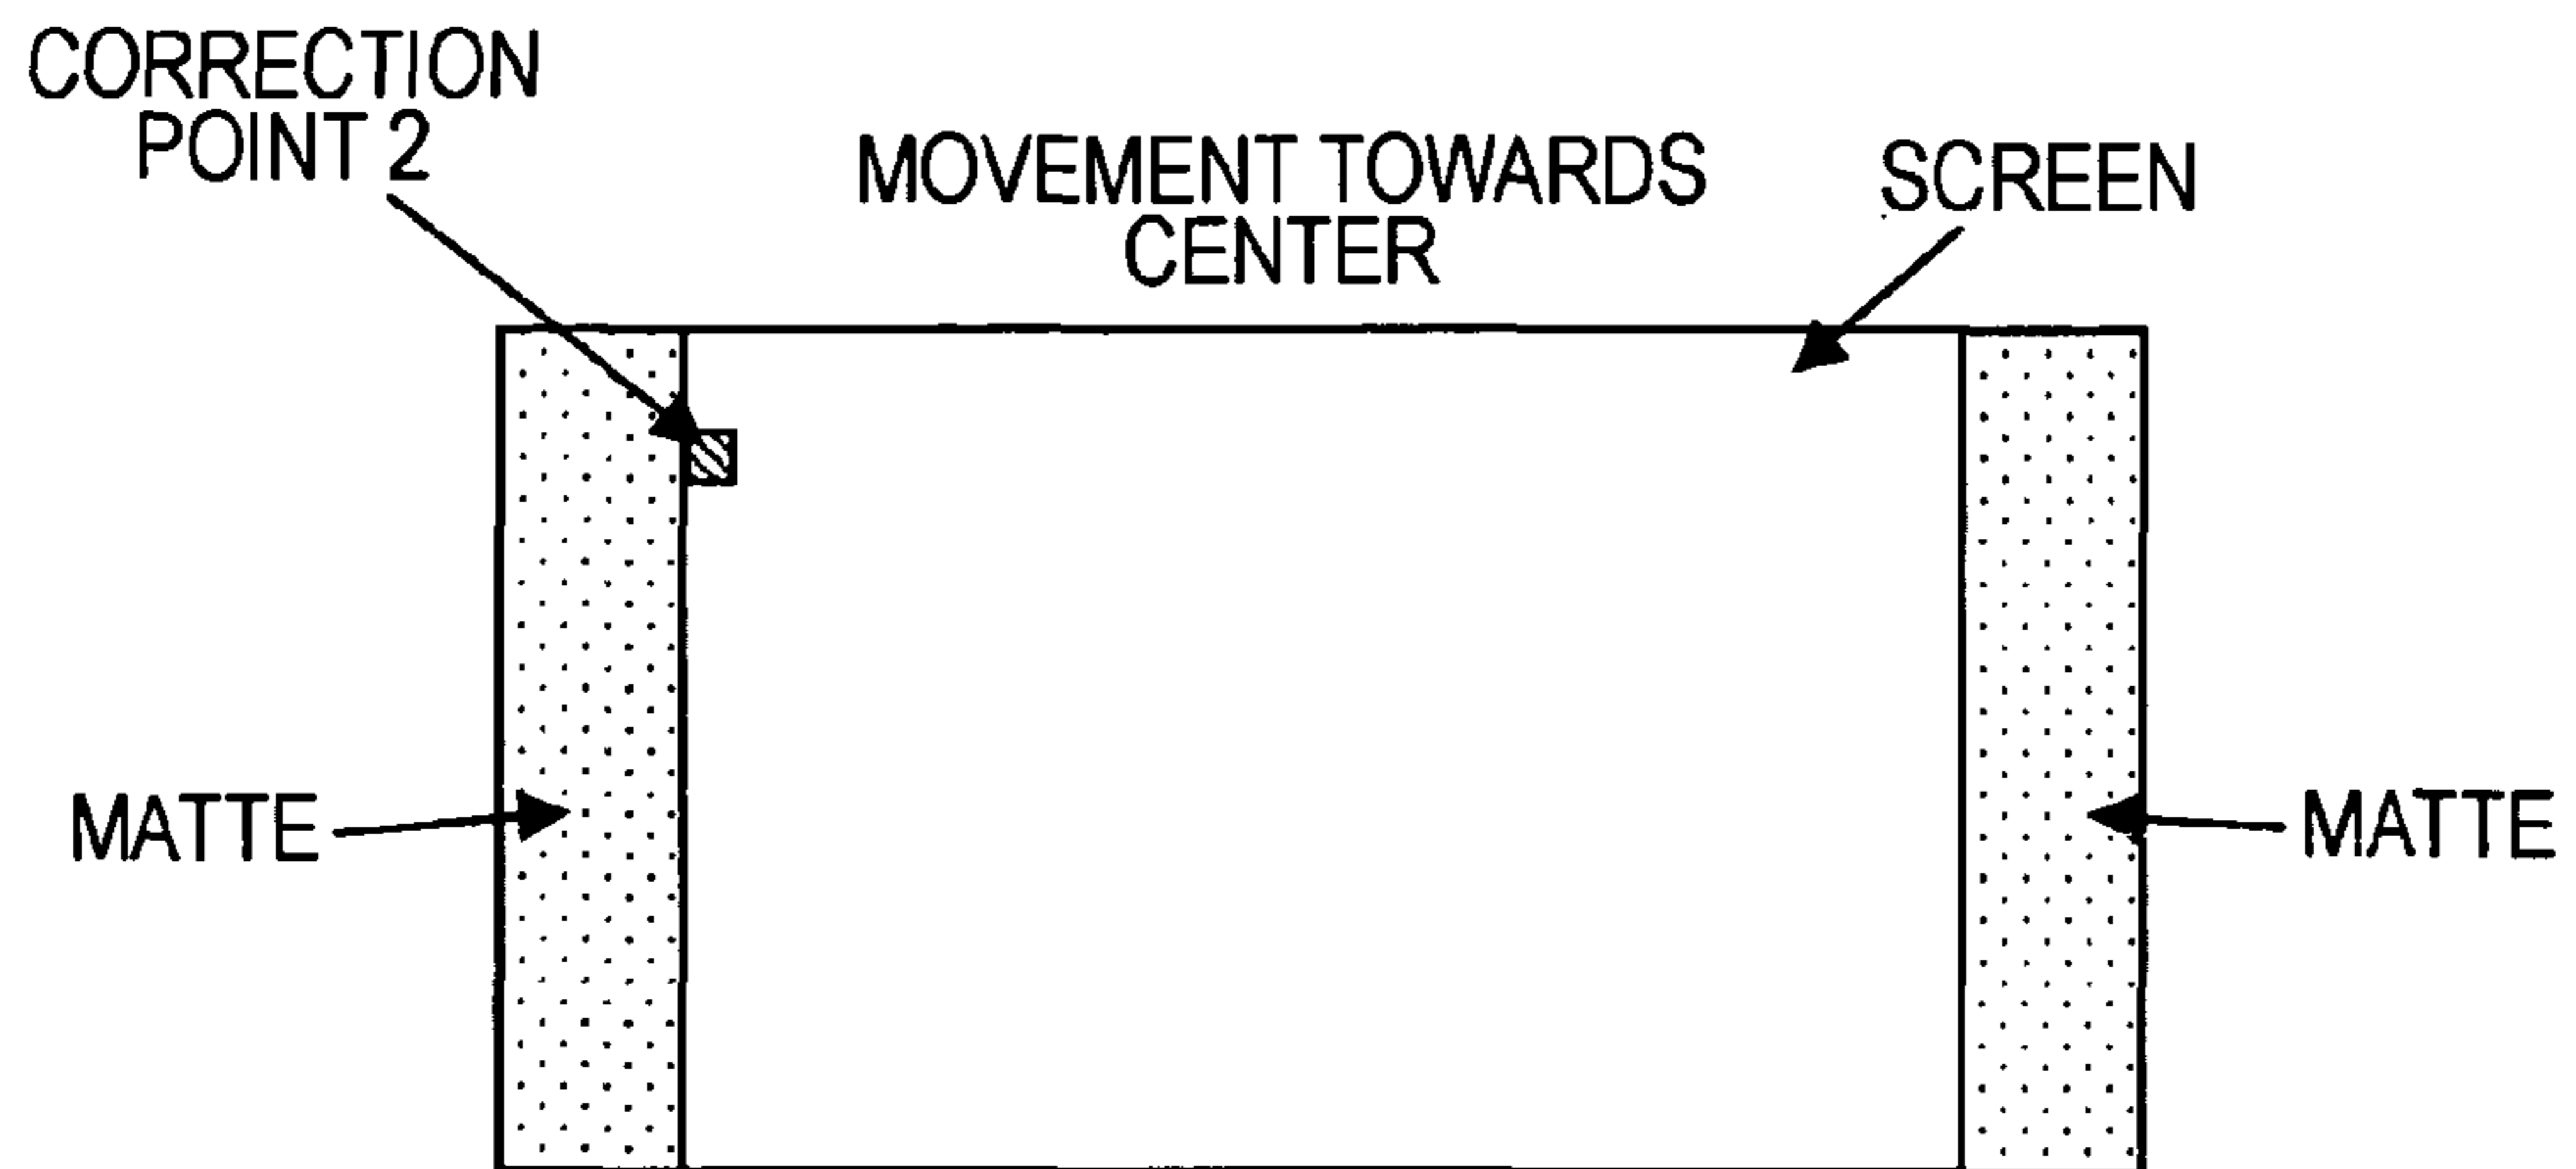 CORRECTION
POINT 2
MOVEMENT TOWARDS
CENTER
SCREEN
MATTE
MATTE